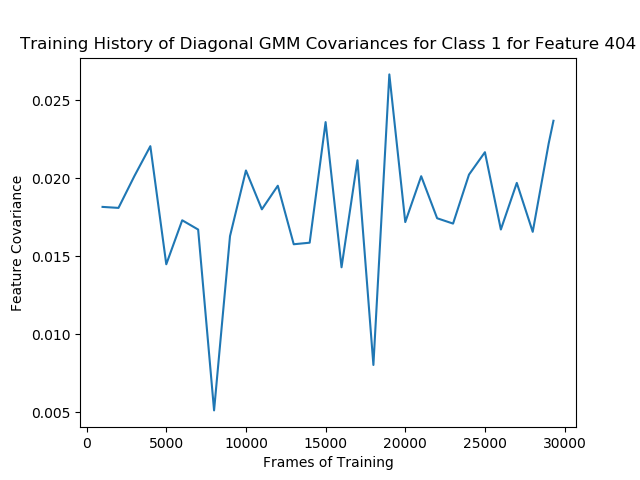 Training History of Diagonal GMM Covariances for Class 1 for Feature 404
0.025
0.020
0.015
0.010
0.005
Feature Covariance
0 5000 10000 15000 20000 25000 30000
Frames of Training